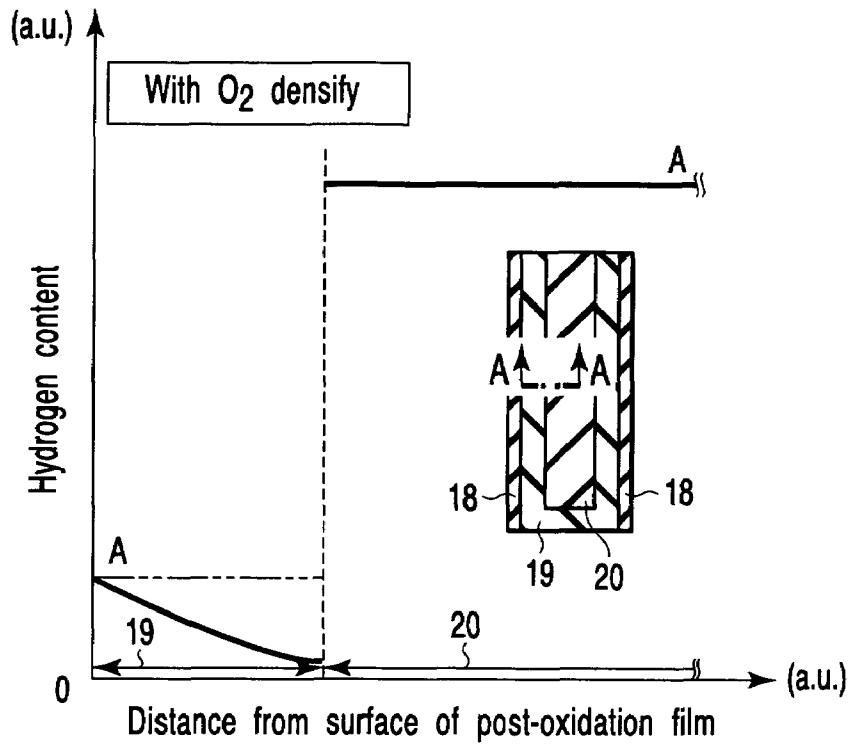 (a.u.)
With O2 densify
A
Hydrogen content
A A
18 18
19 20
A
19 20
0 (a.u.)
Distance from surface of post-oxidation film